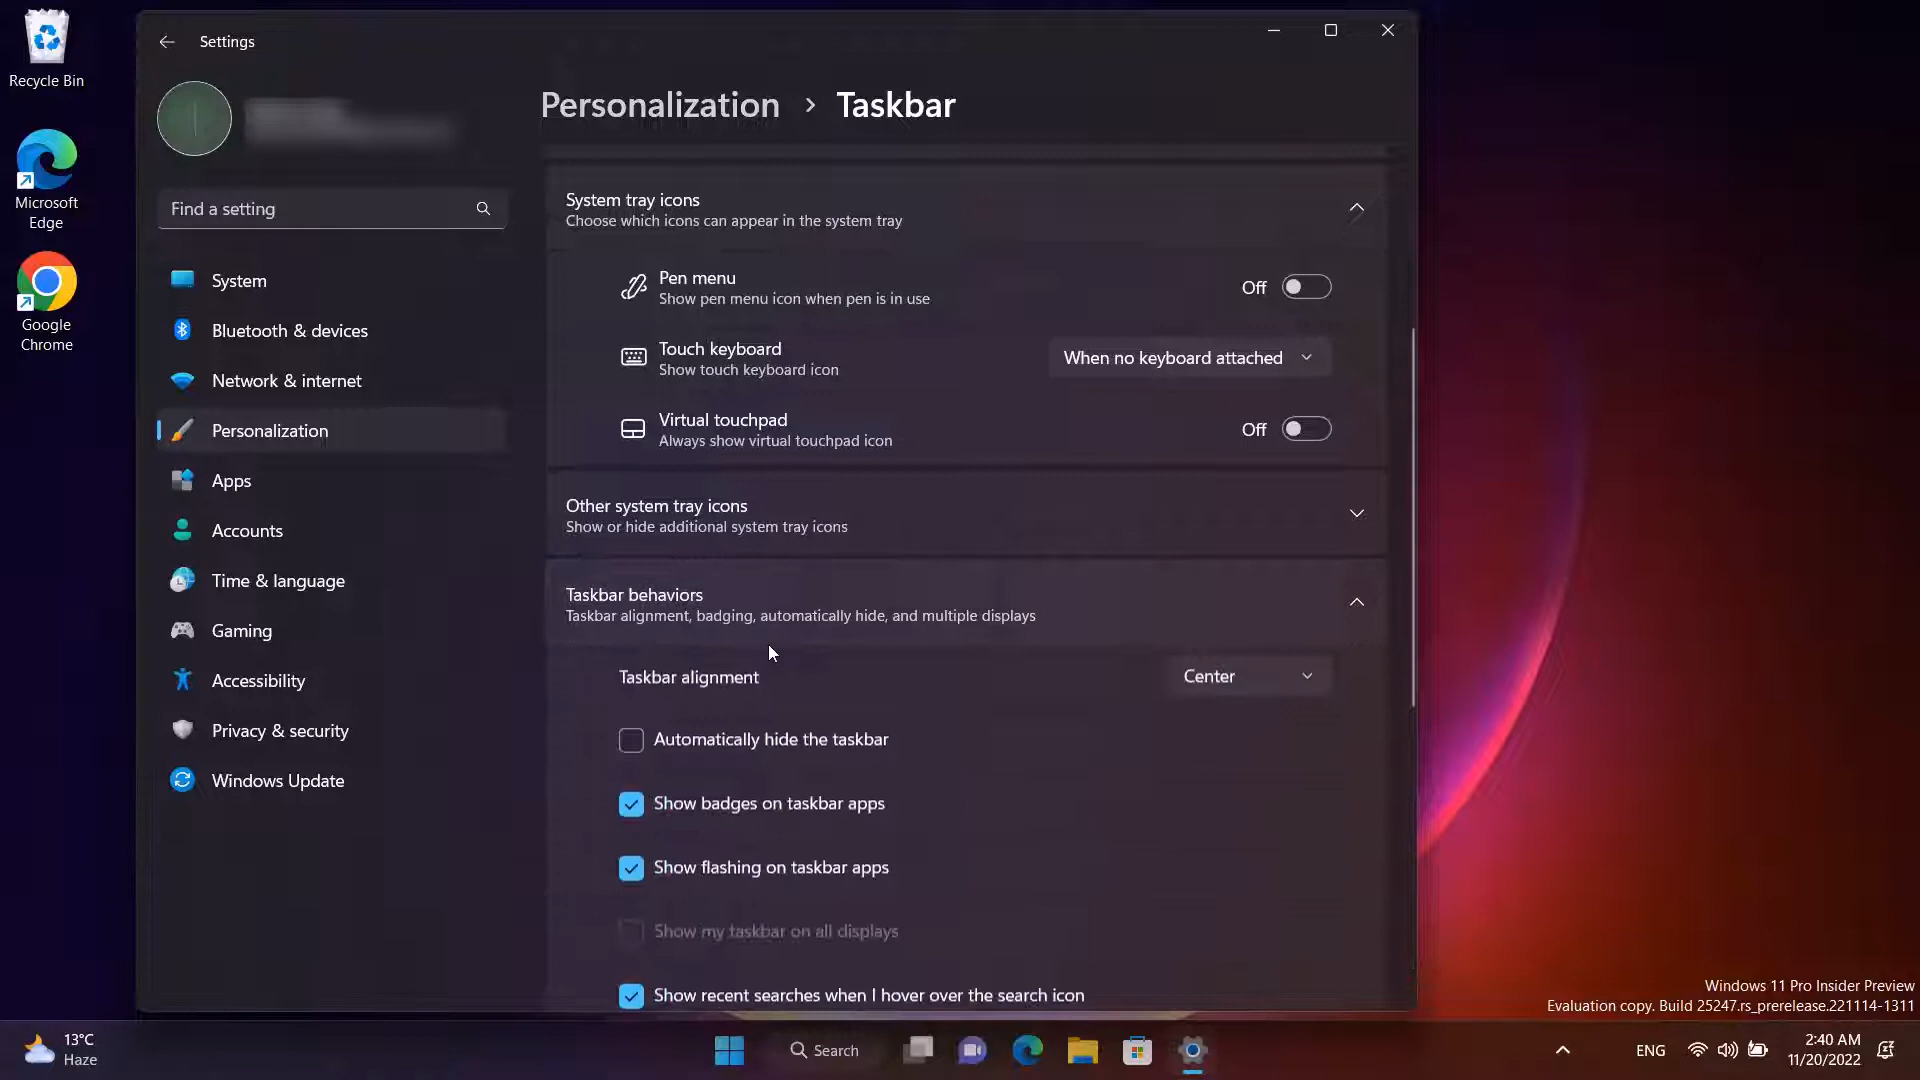 Recycle Bin
Microsoft
Edge
Google
Chrome
Settings
Find a setting
System
Bluetooth & devices
Network & internet
Personalization
Apps
Accounts
Time & language
Gaming
Accessibility
Privacy & security
Windows Update
Personalization > Taskbar
System tray icons
Choose which icons can appear in the system tray
Pen menu
Show pen menu icon when pen is in use
Off
Touch keyboard
Show touch keyboard icon
When no keyboard attached
Virtual touchpad
Always show virtual touchpad icon
Off
Other system tray icons
Show or hide additional system tray icons
Taskbar behaviors
Taskbar alignment, badging, automatically hide, and multiple displays
Taskbar alignment
Center
Automatically hide the taskbar
Show badges on taskbar apps
Show flashing on taskbar apps
Show my taskbar on all displays
Show recent searches when I hover over the search icon
Windows 11 Pro Insider Preview
Evaluation copy. Build 25247.rs_prerelease.221114-1311
13°C
Haze
Search
ENG
2:40 AM
11/20/2022